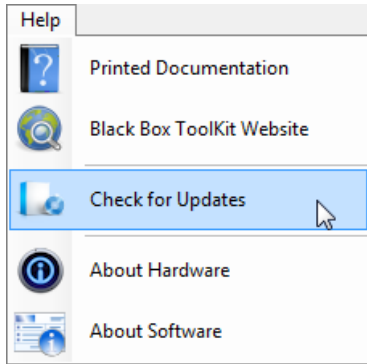 Help
Printed Documentation
Black Box ToolKit Website
Check for Updates
About Hardware
About Software